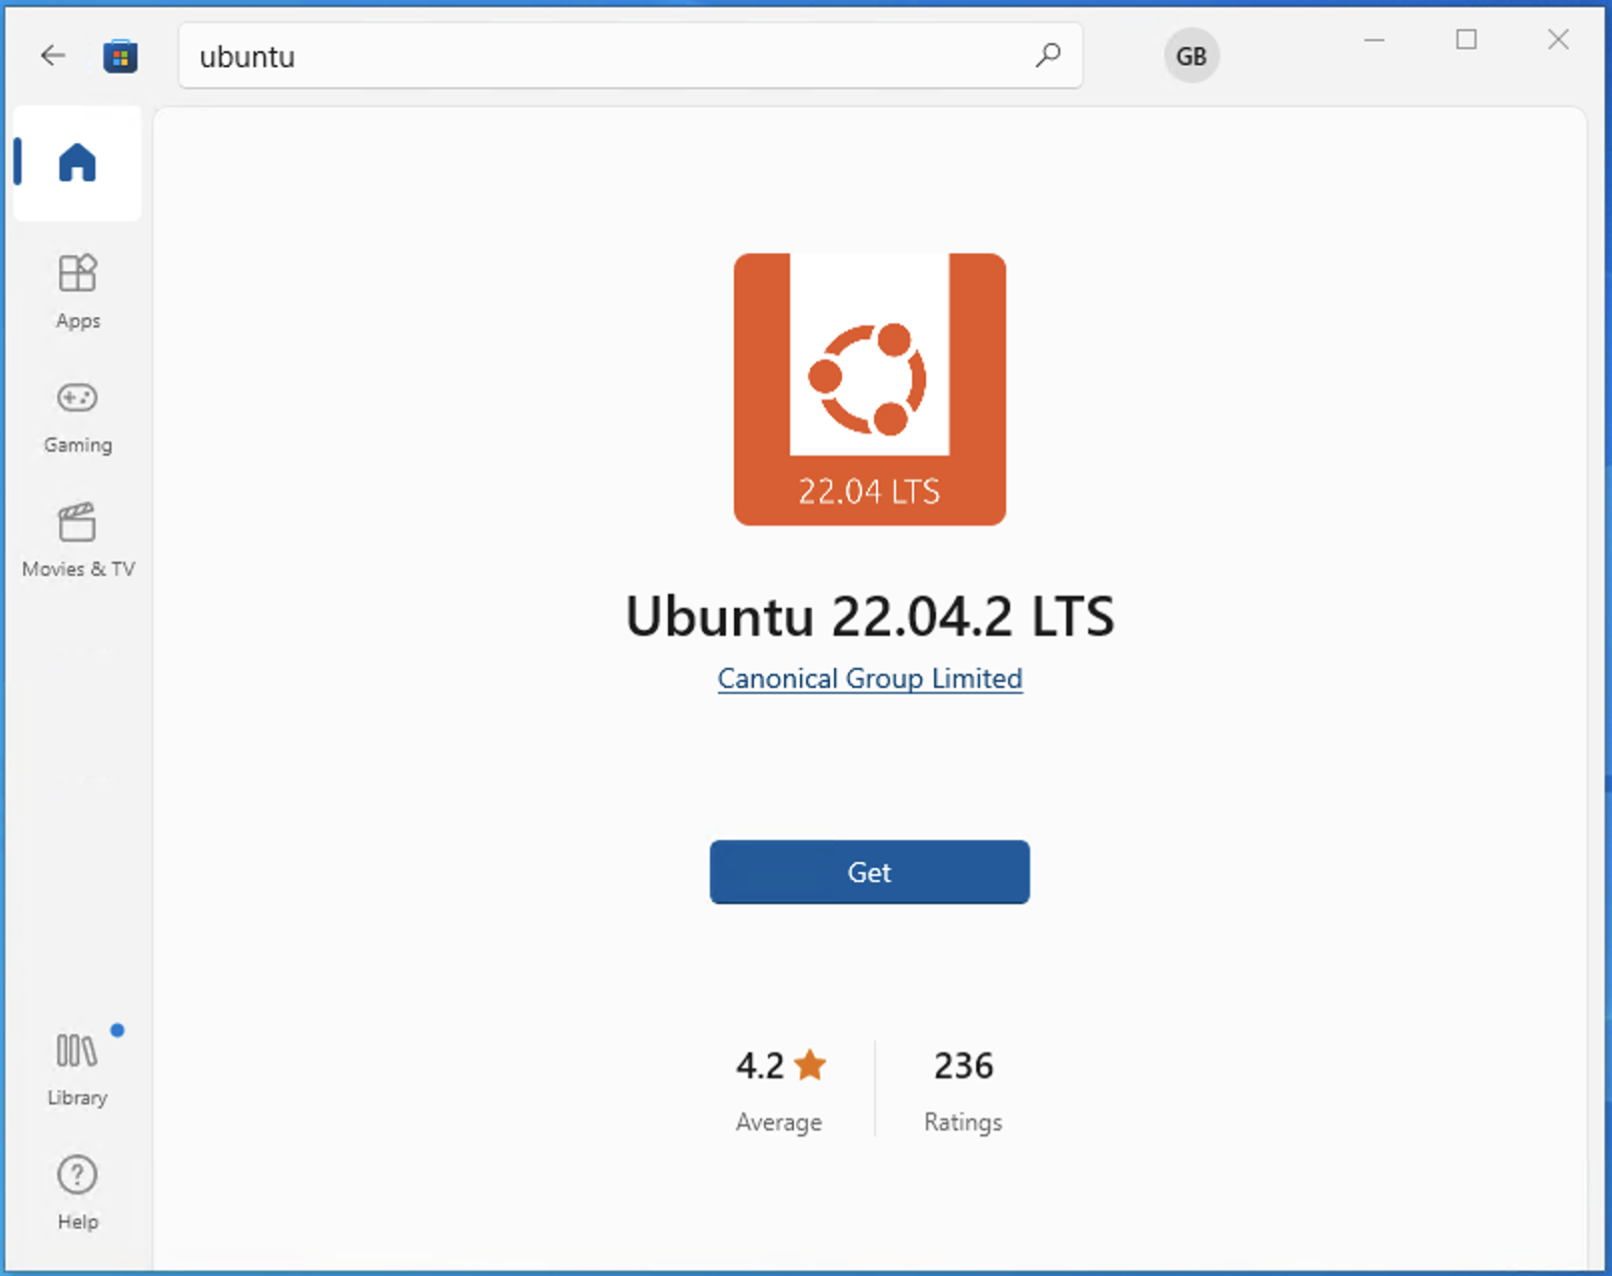 ubuntu
GB
Apps
Gaming
Movies & TV
22.04 LTS
Ubuntu 22.04.2 LTS
Canonical Group Limited
Get
4.2
236
Average
Ratings
Library
Help